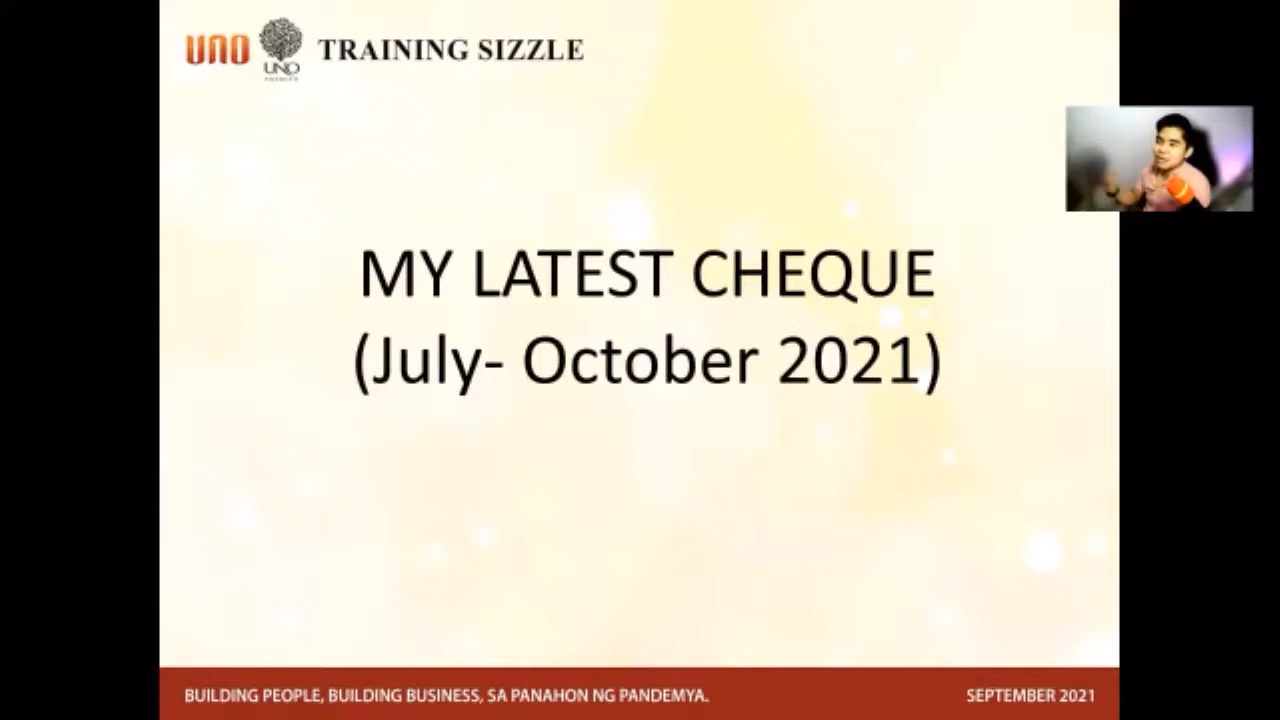 UNO
UNO
TRAINING SIZZLE
MY LATEST CHEQUE
(July- October 2021)
BUILDING PEOPLE, BUILDING BUSINESS, SA PANAHON NG PANDEMYA.
SEPTEMBER 2021